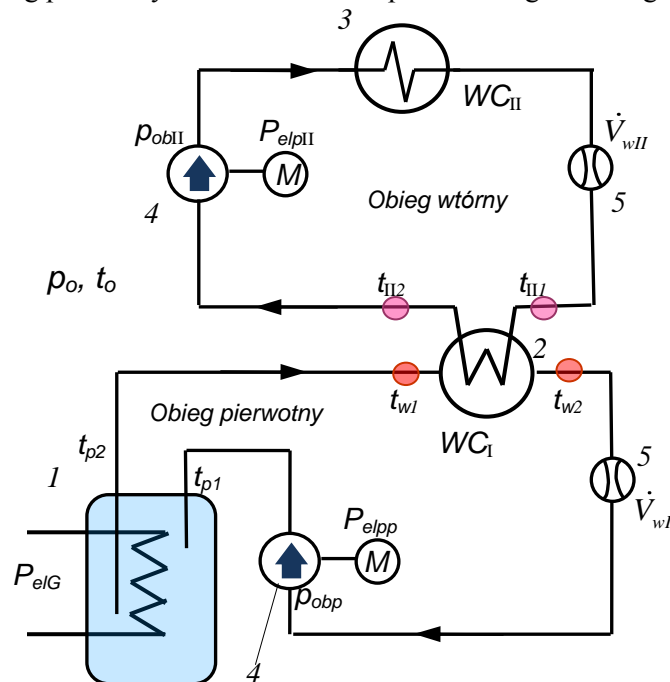 3
WC_II
p_obII
P_elpII
M
V̇_wII
4
5
Obieg wtórny
p_o, t_o
t_II2
t_II1
2
t_w1
t_w2
Obieg pierwotny
WC_I
t_p2
1
t_p1
5
V̇_wI
P_elpp
M
P_elG
p_obp
4